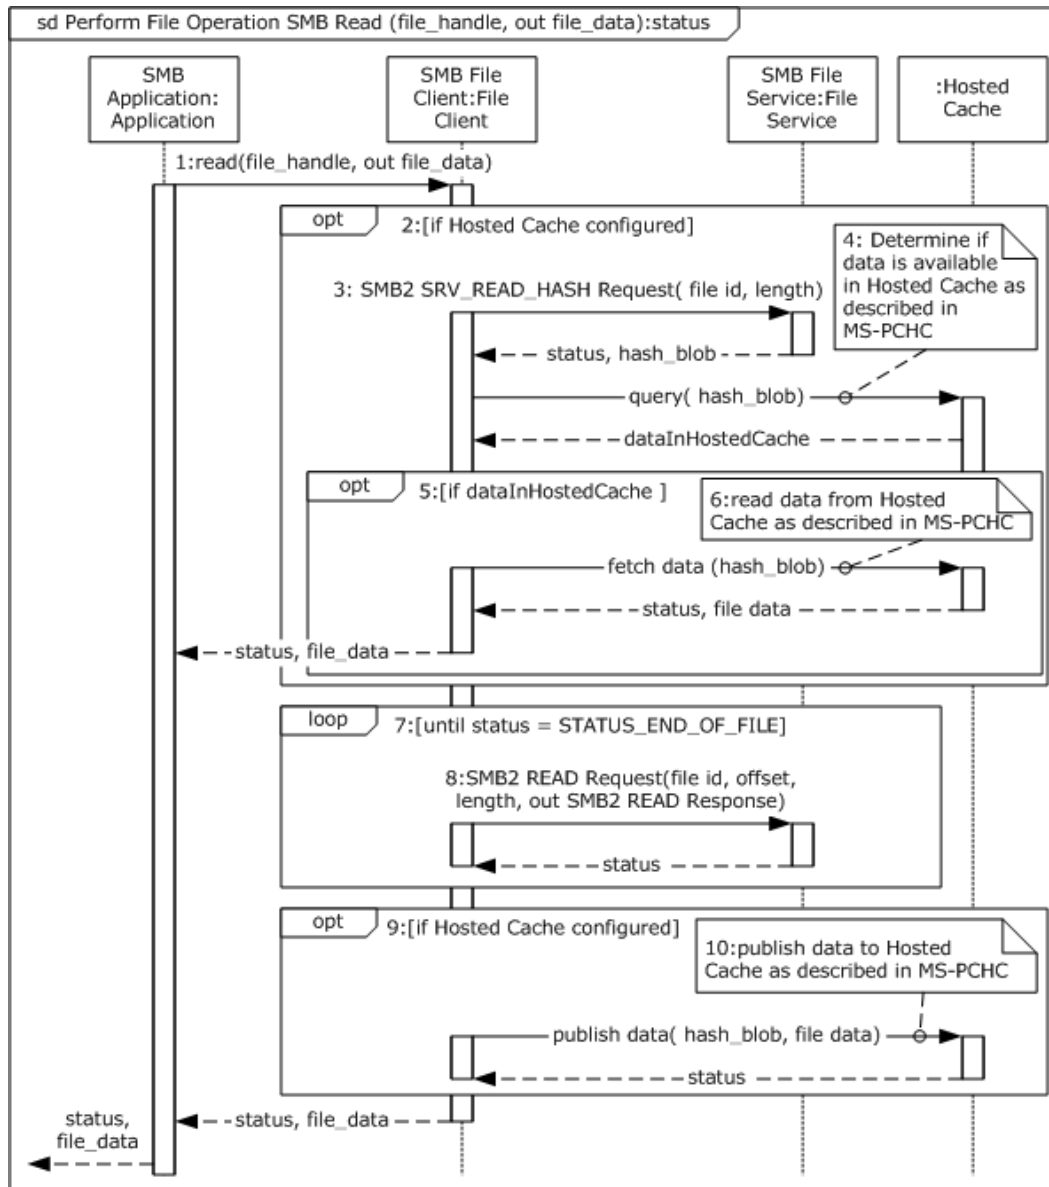 sd Perform File Operation SMB Read (file_handle, out file_data):status
SMB
Application:
Application
SMB File
Client:File
Client
SMB File
Service:File
Service
:Hosted
Cache
1:read(file_handle, out file_data)
opt
2:[if Hosted Cache configured]
4: Determine if
data is available
in Hosted Cache as
described in
MS-PCHC
3: SMB2 SRV_READ_HASH Request( file id, length)
status, hash_blob
query( hash_blob)
dataInHostedCache
opt
5:[if dataInHostedCache ]
6:read data from Hosted
Cache as described in MS-PCHC
fetch data (hash_blob)
status, file data
status, file_data
loop
7:[until status = STATUS_END_OF_FILE]
8:SMB2 READ Request(file id, offset,
length, out SMB2 READ Response)
status
opt
9:[if Hosted Cache configured]
10:publish data to Hosted
Cache as described in MS-PCHC
publish data( hash_blob, file data)
status
status, file_data
status,
file_data